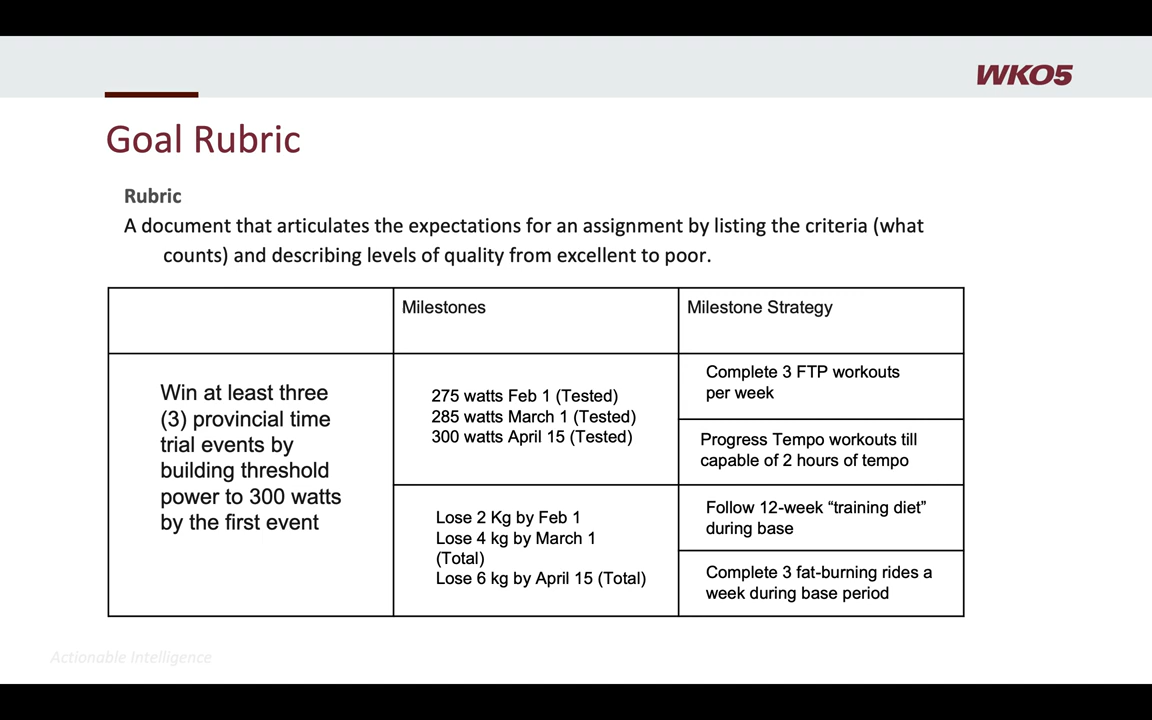 WKO5
Goal Rubric
Rubric
A document that articulates the expectations for an assignment by listing the criteria (what
counts) and describing levels of quality from excellent to poor.
Milestones
Milestone Strategy
Win at least three
(3) provincial time
trial events by
building threshold
power to 300 watts
by the first event
275 watts Feb 1 (Tested)
285 watts March 1 (Tested)
300 watts April 15 (Tested)
Complete 3 FTP workouts
per week
Progress Tempo workouts till
capable of 2 hours of tempo
Lose 2 Kg by Feb 1
Lose 4 kg by March 1
(Total)
Lose 6 kg by April 15 (Total)
Follow 12-week “training diet”
during base
Complete 3 fat-burning rides a
week during base period
Actionable Intelligence